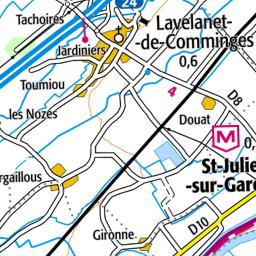 24
Tachoires
Lavelanet-
-de-Comminges
Jardiniers
0,6
Toumiou
4
D8
les Nozes
Douat
M
0,
St-Julie
-sur-Gar
rgaillous
D10
Gironne